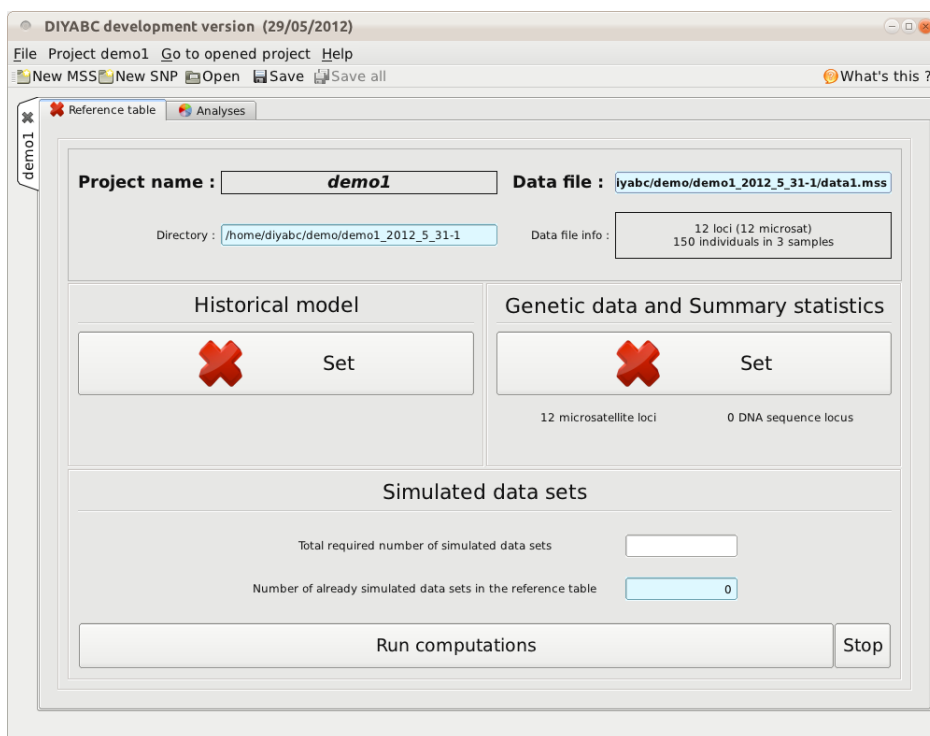 DIYABC development version (29/05/2012)
File Project demo1 Go to opened project Help
New MSS New SNP Open Save Save all What's this ?
demo1
Reference table Analyses
Project name : demo1 Data file : iyabc/demo/demo1_2012_5_31-1/data1.mss
Directory : /home/diyabc/demo/demo1_2012_5_31-1 Data file info : 12 loci (12 microsat)
150 individuals in 3 samples
Historical model Genetic data and Summary statistics
Set Set
12 microsatellite loci 0 DNA sequence locus
Simulated data sets
Total required number of simulated data sets
Number of already simulated data sets in the reference table 0
Run computations Stop